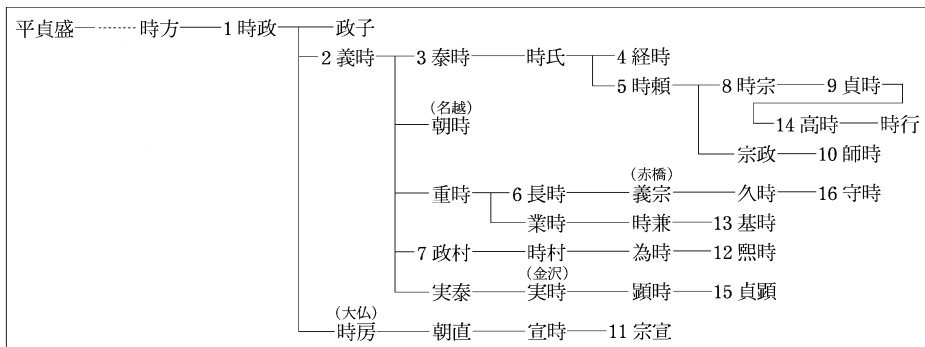 平貞盛 時方 1 時政 政子
2 義時 3 泰時 時氏 4 経時
5 時頼 8 時宗 9 貞時
(名越)
朝時
14 高時 時行
宗政 10 師時
(赤橋)
重時 6 長時 義宗 久時 16 守時
業時 時兼 13 基時
7 政村 時村 為時 12 煕時
(金沢)
実泰 実時 顕時 15 貞顕
(大仏)
時房 朝直 宣時 11 宗宣